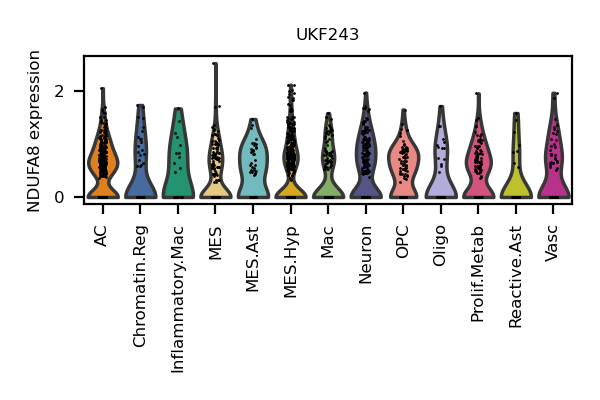 UKF243
NDUFA8 expression
2
0
AC
Chromatin.Reg
Inflammatory.Mac
MES
MES.Ast
MES.Hyp
Mac
Neuron
OPC
Oligo
Prolif.Metab
Reactive.Ast
Vasc